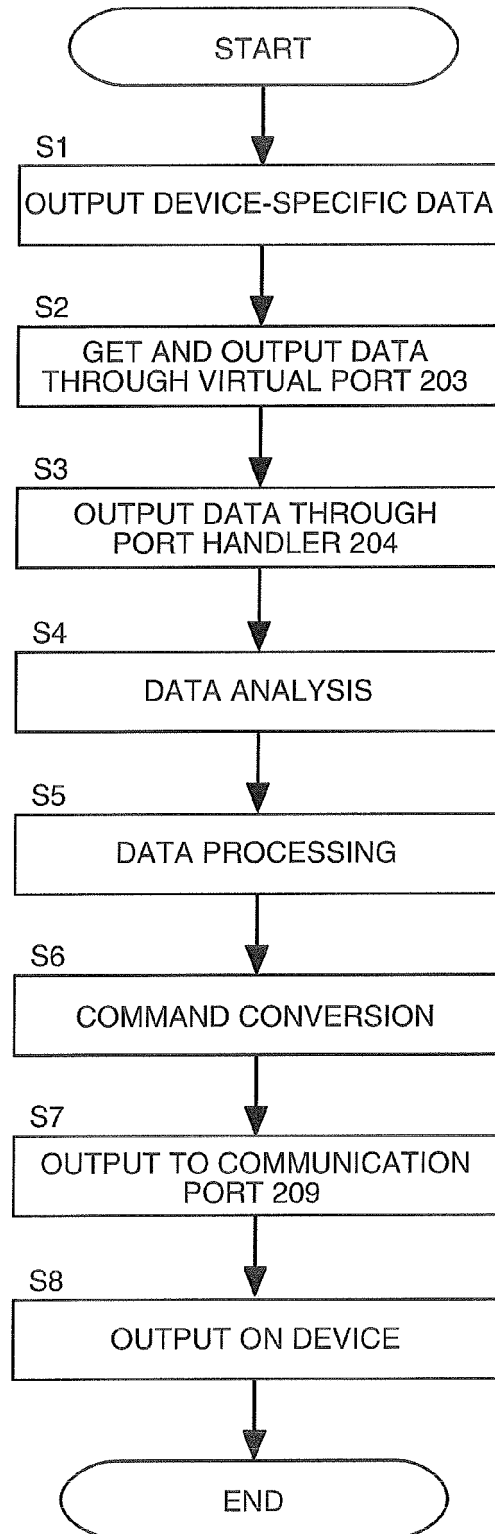 START
S1
OUTPUT DEVICE-SPECIFIC DATA
S2
GET AND OUTPUT DATA
THROUGH VIRTUAL PORT 203
S3
OUTPUT DATA THROUGH
PORT HANDLER 204
S4
DATA ANALYSIS
S5
DATA PROCESSING
S6
COMMAND CONVERSION
S7
OUTPUT TO COMMUNICATION
PORT 209
S8
OUTPUT ON DEVICE
END